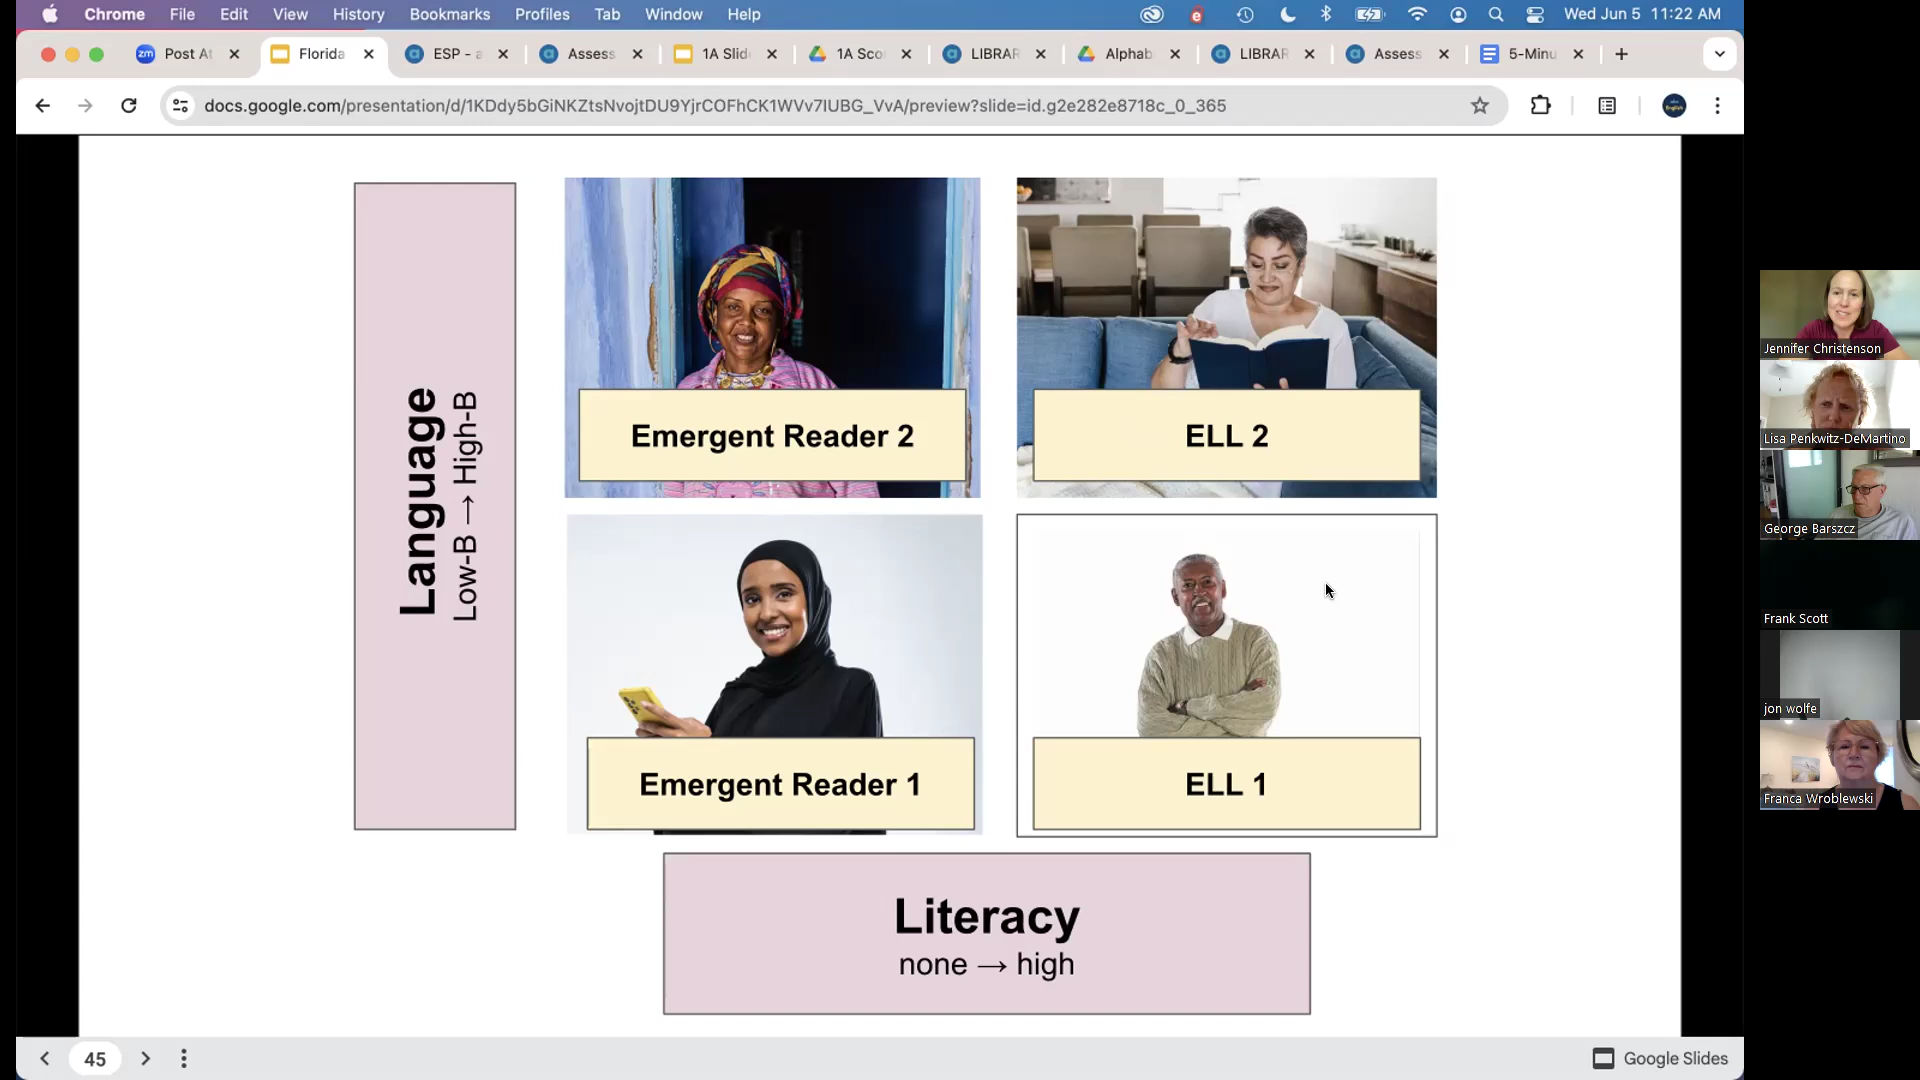 Chrome File Edit View History Bookmarks Profiles Tab Window Help Wed Jun 5 11:22 AM
zm Post At Florida ESP - a Assess 1A Slid 1A Sco LIBRAR Alphab LIBRAR Assess 5-Minu
docs.google.com/presentation/d/1KDdy5bGiNKZtsNvojtDU9YjrCOFhCK1WVv7IUBG_VvA/preview?slide=id.g2e282e8718c_0_365
Language
Low-B → High-B
Emergent Reader 2
ELL 2
Emergent Reader 1
ELL 1
Literacy
none → high
Jennifer Christenson
Lisa Penkwitz-DeMartino
George Barszcz
Frank Scott
jon wolfe
Franca Wroblewski
45
Google Slides